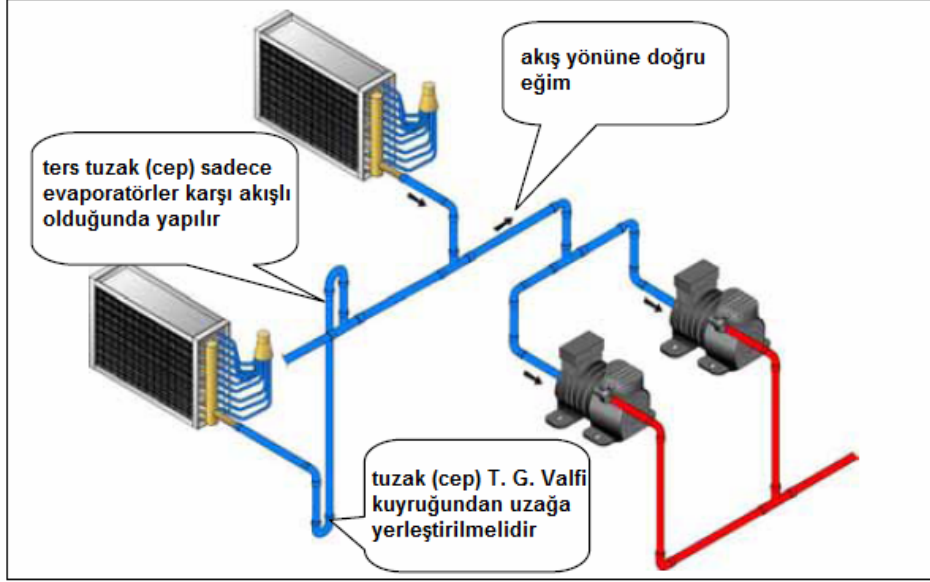 akış yönüne doğru
eğim
ters tuzak (cep) sadece
evaporatörler karşı akışlı
olduğunda yapılır
tuzak (cep) T. G. Valfi
kuyruğundan uzağa
yerleştirilmelidir